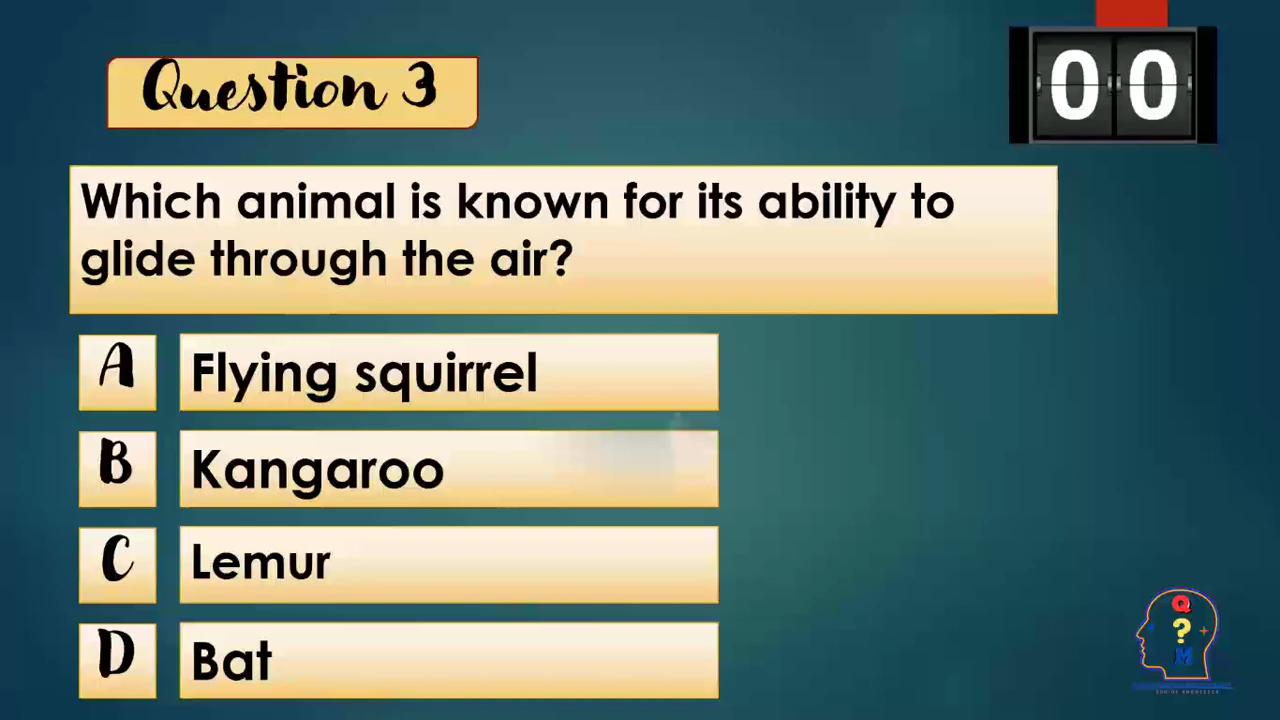 Question 3
00
Which animal is known for its ability to
glide through the air?
A Flying squirrel
B Kangaroo
C Lemur
D Bat
Q
?
M